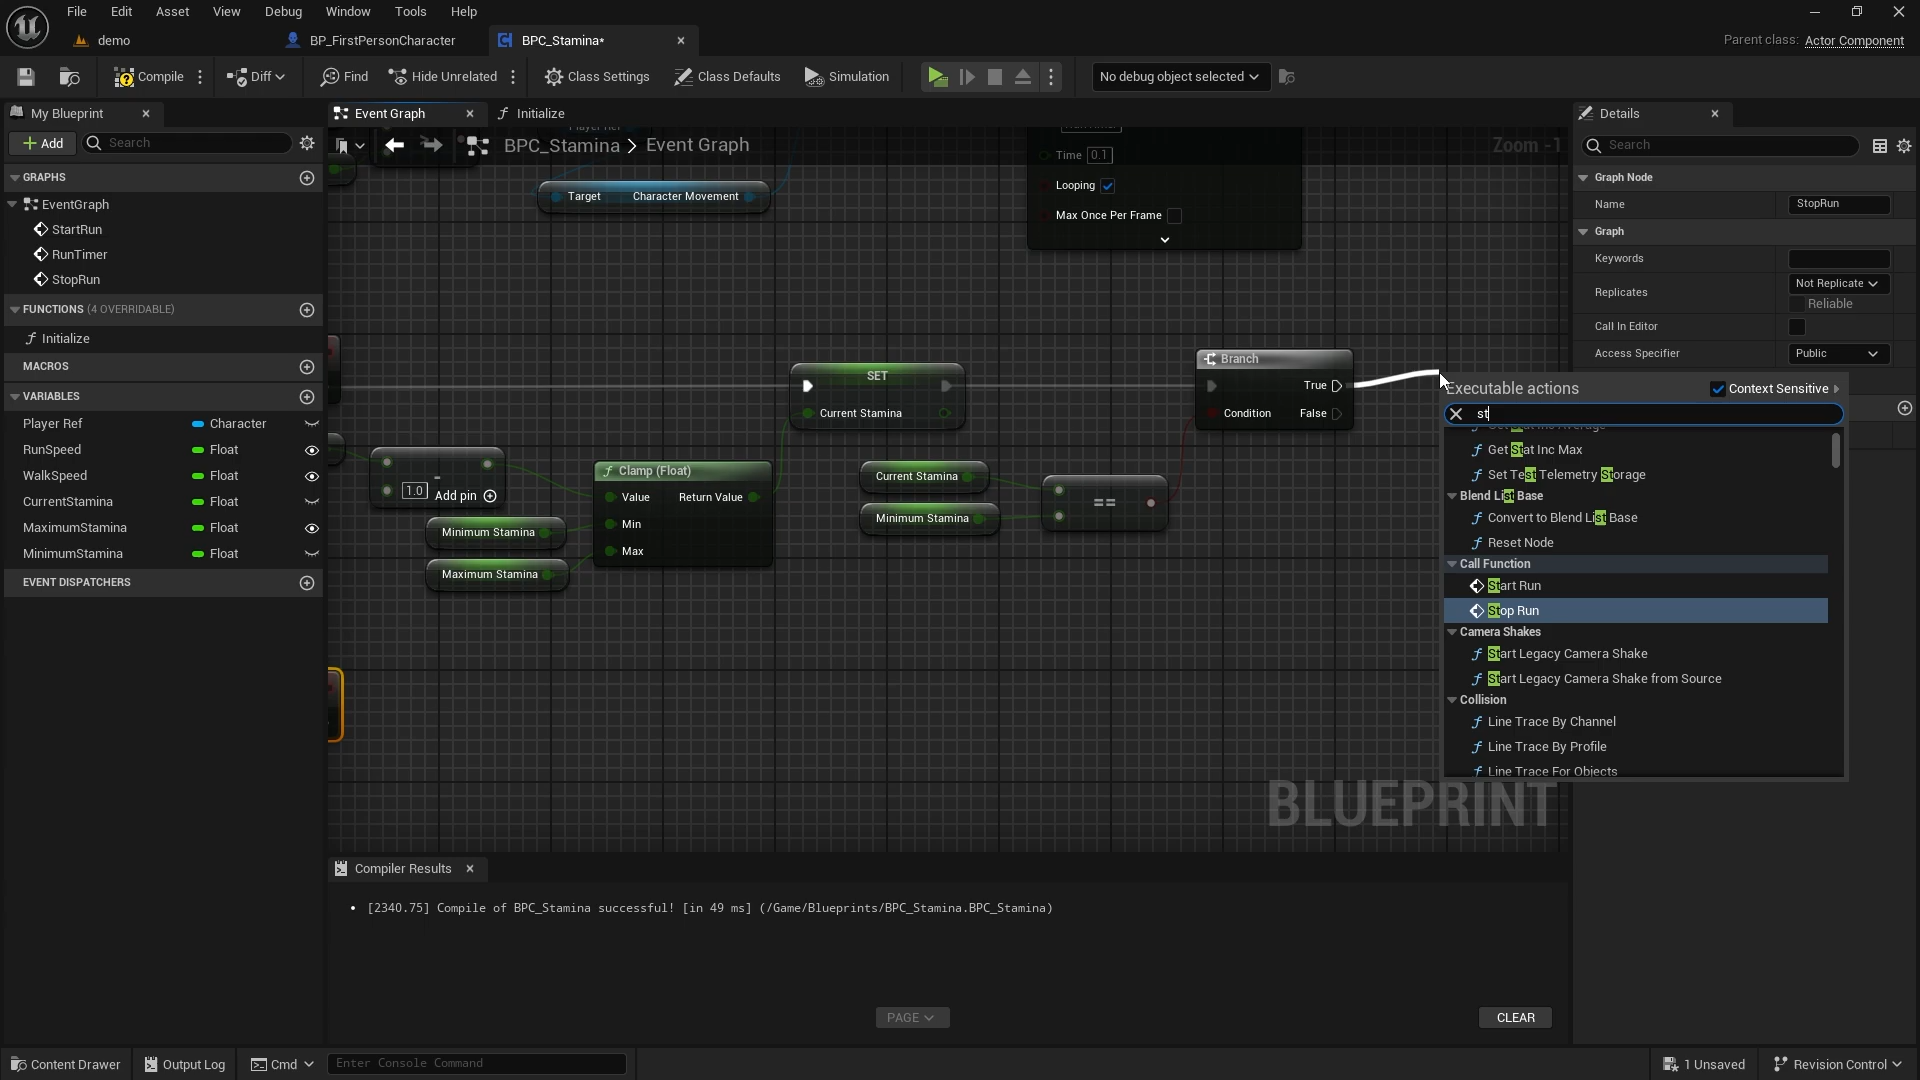 File Edit Asset View Debug Window Tools Help
demo BP_FirstPersonCharacter BPC_Stamina* Parent class: Actor Component
Compile Diff Find Hide Unrelated Class Settings Class Defaults Simulation No debug object selected
My Blueprint Event Graph Initialize Details
Add Search BPC_Stamina > Event Graph Zoom -1 Search
GRAPHS
EventGraph
StartRun
RunTimer
StopRun
FUNCTIONS (4 OVERRIDABLE)
Initialize
MACROS
VARIABLES
Player Ref Character
RunSpeed Float
WalkSpeed Float
CurrentStamina Float
MaximumStamina Float
MinimumStamina Float
EVENT DISPATCHERS
Target Character Movement
Time 0.1
Looping
Max Once Per Frame
SET
Current Stamina
Branch
True
Condition False
1.0 Add pin
-
Clamp (Float)
Value Return Value
Min
Max
Minimum Stamina
Maximum Stamina
Current Stamina
Minimum Stamina
==
BLUEPRINT
Graph Node
Name StopRun
Graph
Keywords
Replicates Not Replicate
Reliable
Call In Editor
Access Specifier Public
Executable actions Context Sensitive
st
Get Stat Inc Average
Get Stat Inc Max
Set Test Telemetry Storage
Blend List Base
Convert to Blend List Base
Reset Node
Call Function
Start Run
Stop Run
Camera Shakes
Start Legacy Camera Shake
Start Legacy Camera Shake from Source
Collision
Line Trace By Channel
Line Trace By Profile
Line Trace For Objects
Compiler Results
[2340.75] Compile of BPC_Stamina successful! [in 49 ms] (/Game/Blueprints/BPC_Stamina.BPC_Stamina)
PAGE CLEAR
Content Drawer Output Log Cmd Enter Console Command 1 Unsaved Revision Control